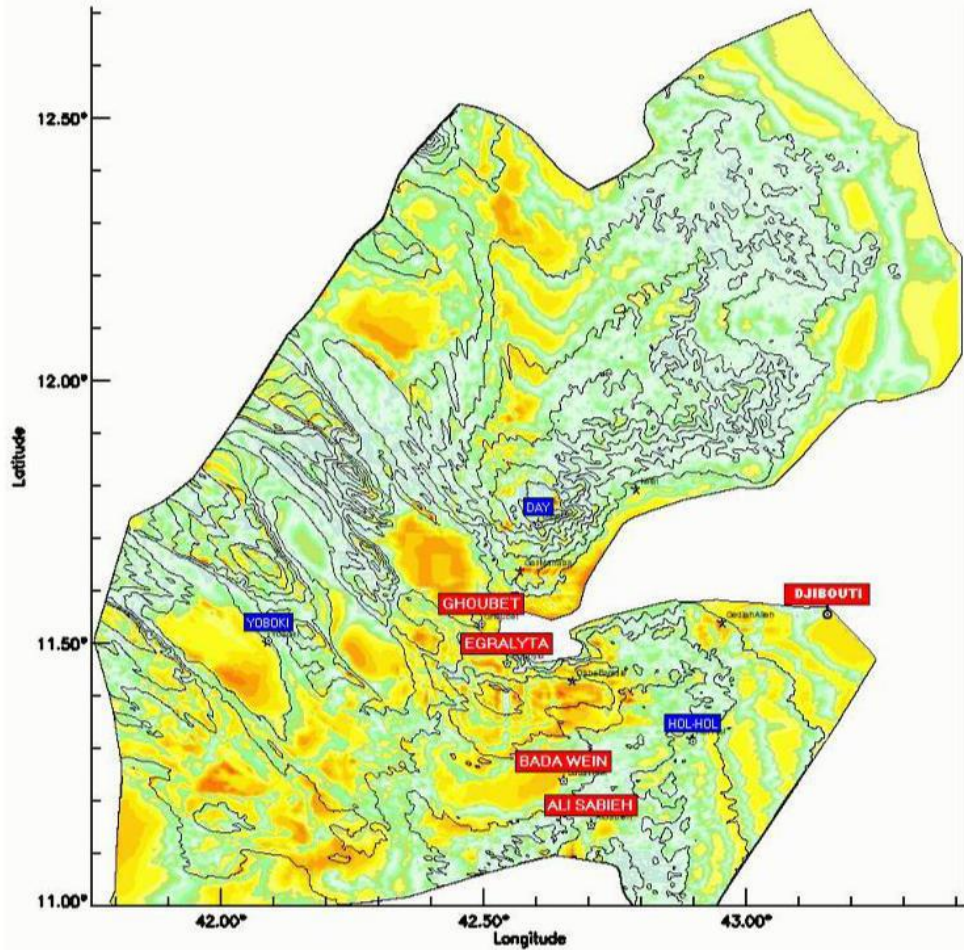 12.50°
12.00°
DAY
GHOUBET
DJIBOUTI
YOBOKI
EGRALYTA
11.50°
HOL-HOL
BADA WEIN
ALI SABIEH
11.00°
42.00°
42.50°
43.00°
Longitude
Latitude